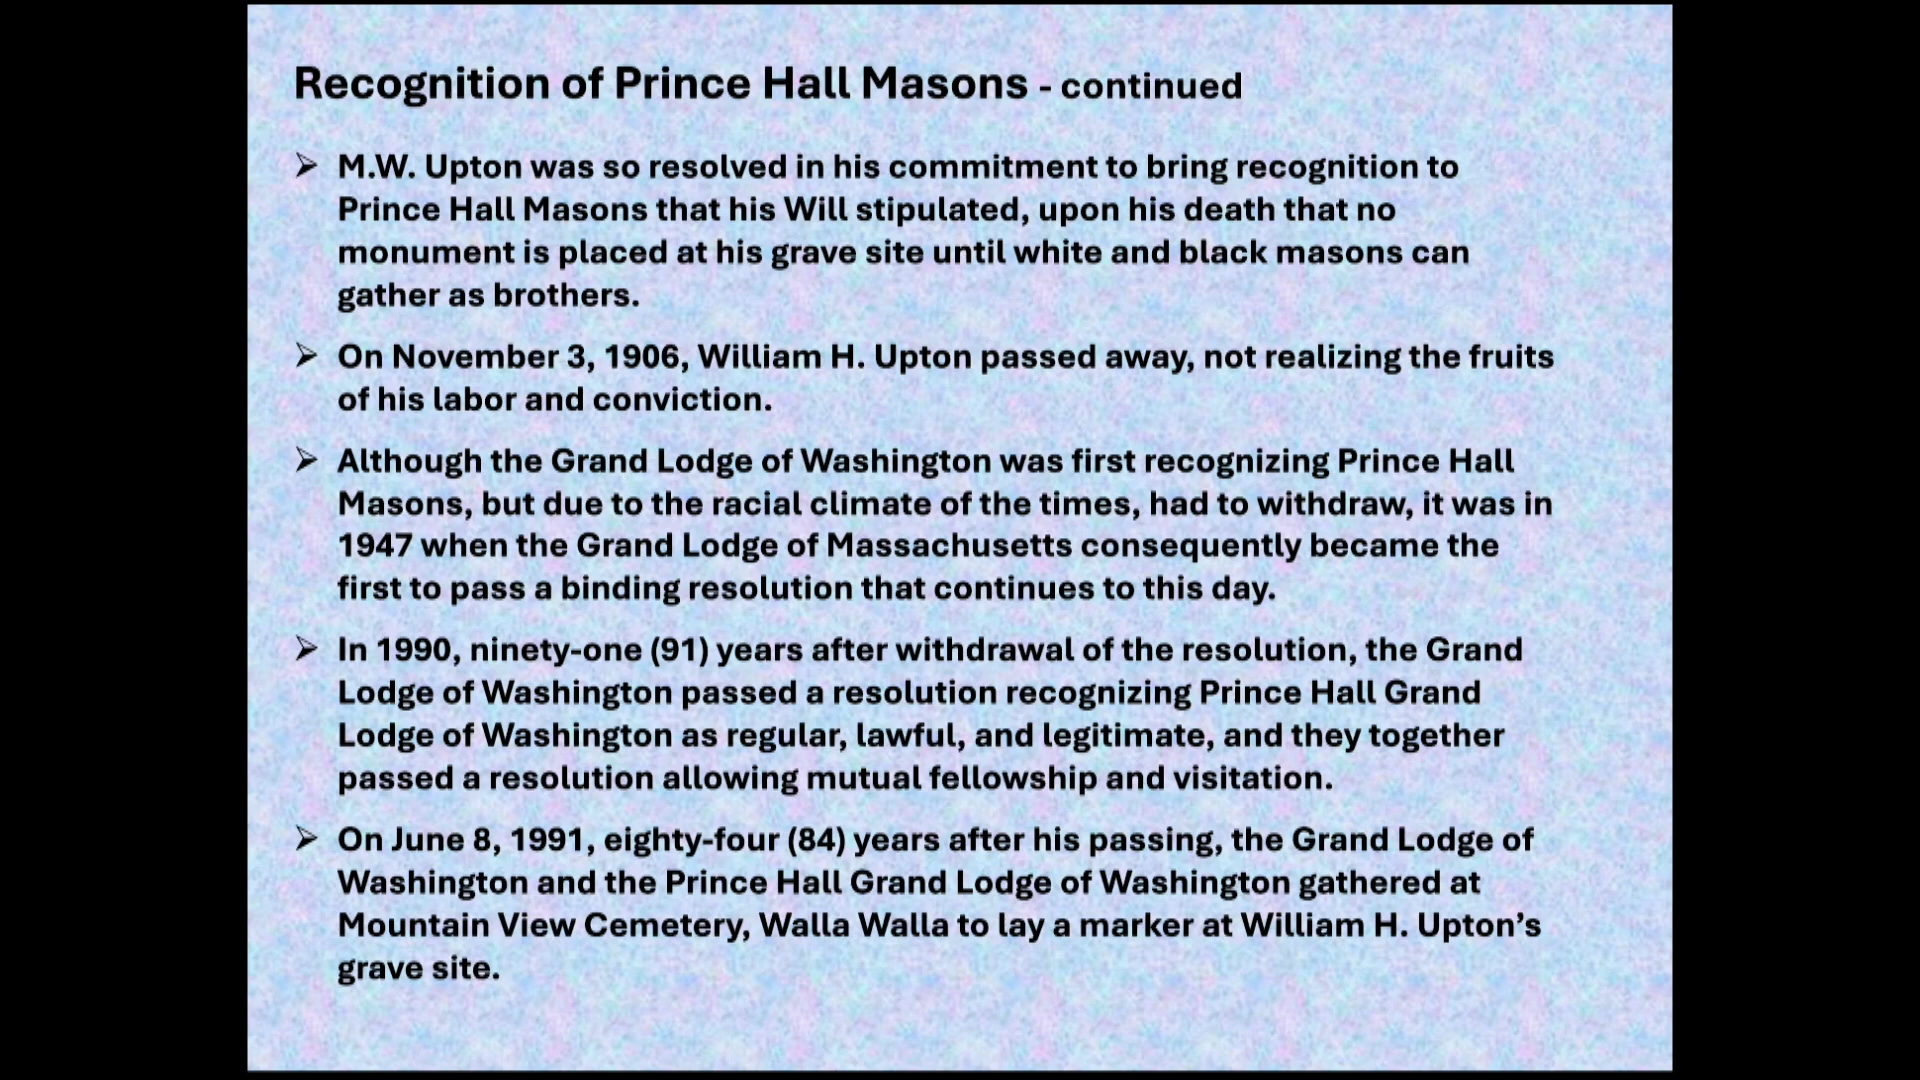 Recognition of Prince Hall Masons - continued
➢ M.W. Upton was so resolved in his commitment to bring recognition to
Prince Hall Masons that his Will stipulated, upon his death that no
monument is placed at his grave site until white and black masons can
gather as brothers.
➢ On November 3, 1906, William H. Upton passed away, not realizing the fruits
of his labor and conviction.
➢ Although the Grand Lodge of Washington was first recognizing Prince Hall
Masons, but due to the racial climate of the times, had to withdraw, it was in
1947 when the Grand Lodge of Massachusetts consequently became the
first to pass a binding resolution that continues to this day.
➢ In 1990, ninety-one (91) years after withdrawal of the resolution, the Grand
Lodge of Washington passed a resolution recognizing Prince Hall Grand
Lodge of Washington as regular, lawful, and legitimate, and they together
passed a resolution allowing mutual fellowship and visitation.
➢ On June 8, 1991, eighty-four (84) years after his passing, the Grand Lodge of
Washington and the Prince Hall Grand Lodge of Washington gathered at
Mountain View Cemetery, Walla Walla to lay a marker at William H. Upton’s
grave site.